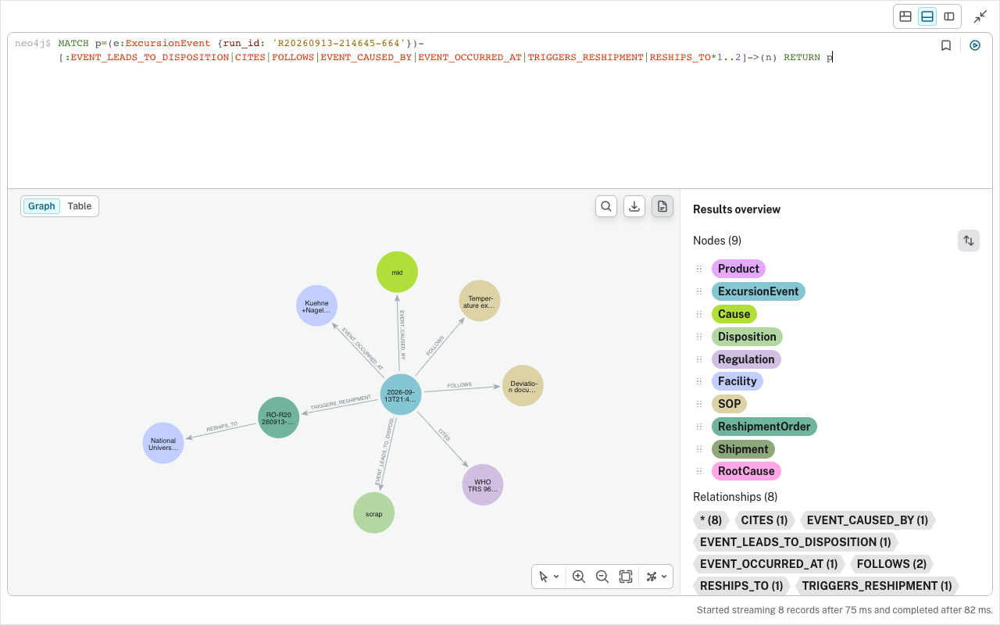 neo4j$ MATCH p=(e:ExcursionEvent {run_id: 'R20260913-214645-664'})-
[:EVENT_LEADS_TO_DISPOSITION|CITES|FOLLOWS|EVENT_CAUSED_BY|EVENT_OCCURRED_AT|TRIGGERS_RESHIPMENT|RESHIPS_TO*1..2]->(n) RETURN p
Graph Table
mkt
Kuehne
+Nagel...
Temper-
ature ex...
EVENT_CAUSED_BY
EVENT_OCCURRED_AT
FOLLOWS
Deviatio-
n docu...
FOLLOWS
2026-09-
13T21:4...
TRIGGERS_RESHIPMENT
RO-R20
260913-...
RESHIPS_TO
National
Univers...
EVENT_LEADS_TO_DISPOSI...
CITES
WHO
TRS 96...
scrap
Results overview
Nodes (9)
Product
ExcursionEvent
Cause
Disposition
Regulation
Facility
SOP
ReshipmentOrder
Shipment
RootCause
Relationships (8)
* (8) CITES (1) EVENT_CAUSED_BY (1)
EVENT_LEADS_TO_DISPOSITION (1)
EVENT_OCCURRED_AT (1) FOLLOWS (2)
RESHIPS_TO (1) TRIGGERS_RESHIPMENT (1)
Started streaming 8 records after 75 ms and completed after 82 ms.